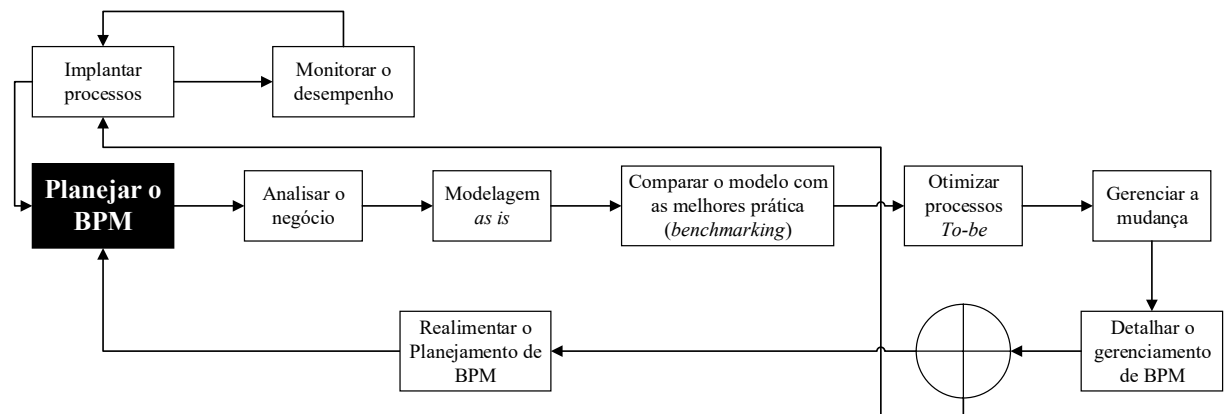 Implantar
processos
Monitorar o
desempenho
Planejar o
BPM
Analisar o
negócio
Modelagem
as is
Comparar o modelo com
as melhores prática
(benchmarking)
Otimizar
processos
To-be
Gerenciar a
mudança
Realimentar o
Planejamento de
BPM
Detalhar o
gerenciamento
de BPM